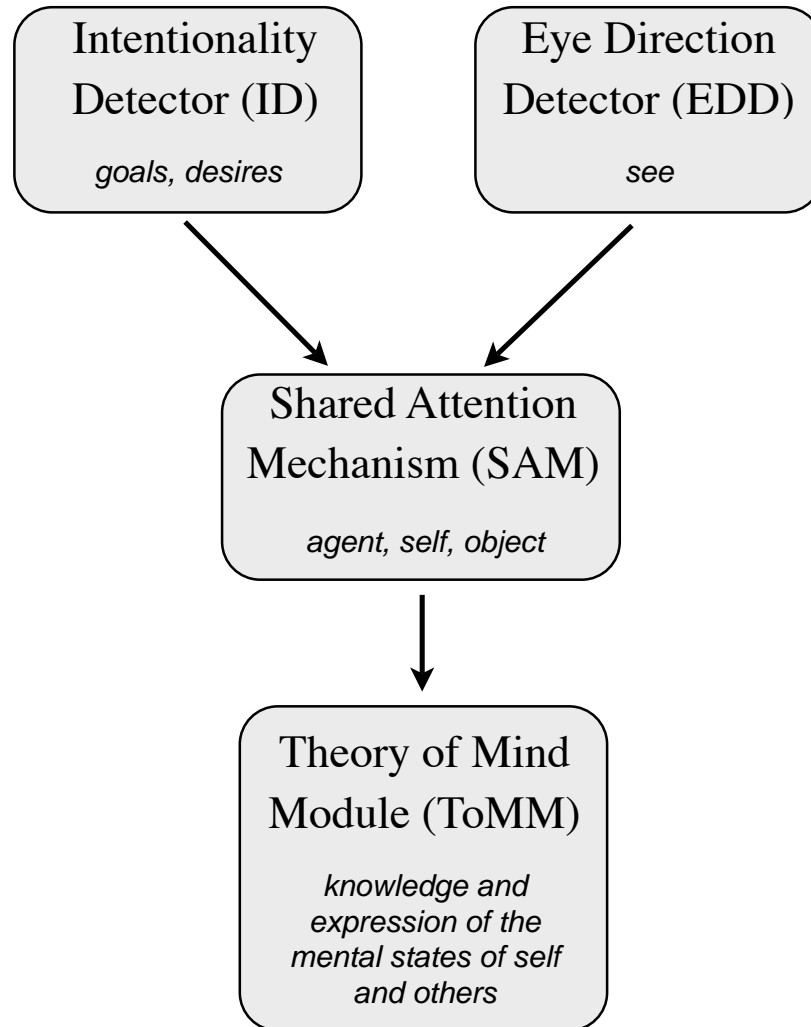 Intentionality
Detector (ID)
goals, desires
Eye Direction
Detector (EDD)
see
Shared Attention
Mechanism (SAM)
agent, self, object
Theory of Mind
Module (ToMM)
knowledge and
expression of the
mental states of self
and others